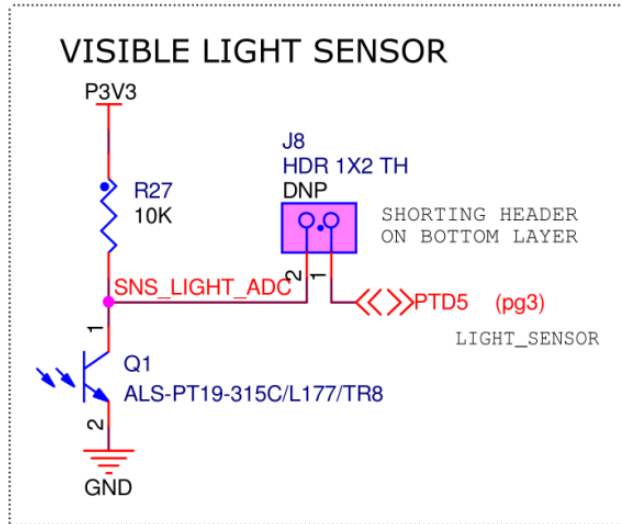 VISIBLE LIGHT SENSOR
P3V3
J8
HDR 1X2 TH
DNP
R27
10K
SHORTING HEADER
ON BOTTOM LAYER
2
1
SNS_LIGHT_ADC
PTD5 (pg3)
LIGHT_SENSOR
1
Q1
ALS-PT19-315C/L177/TR8
2
GND